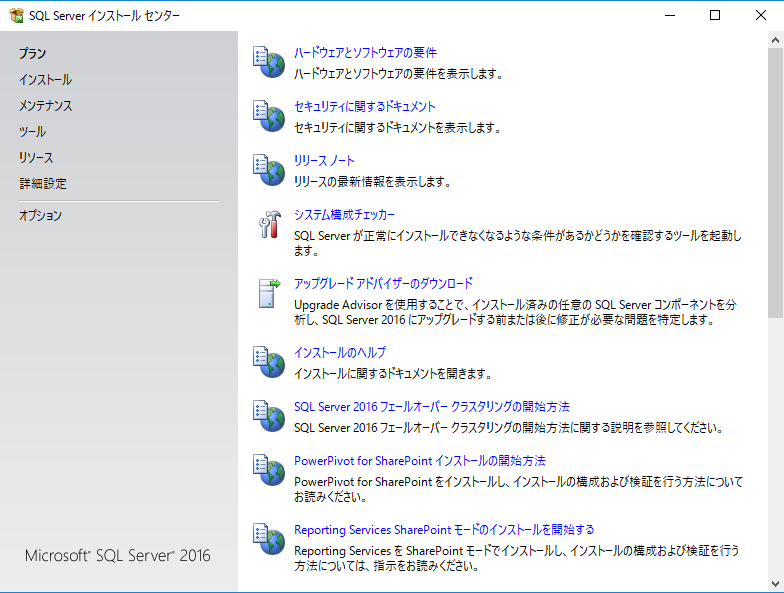 SQL Server インストール センター
プラン
インストール
メンテナンス
ツール
リソース
詳細設定
オプション
Microsoft® SQL Server® 2016
ハードウェアとソフトウェアの要件
ハードウェアとソフトウェアの要件を表示します。
セキュリティに関するドキュメント
セキュリティに関するドキュメントを表示します。
リリース ノート
リリースの最新情報を表示します。
システム構成チェッカー
SQL Server が正常にインストールできなくなるような条件があるかどうかを確認するツールを起動し
ます。
アップグレード アドバイザーのダウンロード
Upgrade Advisor を使用することで、インストール済みの任意の SQL Server コンポーネントを分
析し、SQL Server 2016 にアップグレードする前または後に修正が必要な問題を特定します。
インストールのヘルプ
インストールに関するドキュメントを開きます。
SQL Server 2016 フェールオーバー クラスタリングの開始方法
SQL Server 2016 フェールオーバー クラスタリングの開始方法に関する説明を参照してください。
PowerPivot for SharePoint インストールの開始方法
PowerPivot for SharePoint をインストールし、インストールの構成および検証を行う方法について
お読みください。
Reporting Services SharePoint モードのインストールを開始する
Reporting Services を SharePoint モードでインストールし、インストールの構成および検証を行う
方法については、指示をお読みください。